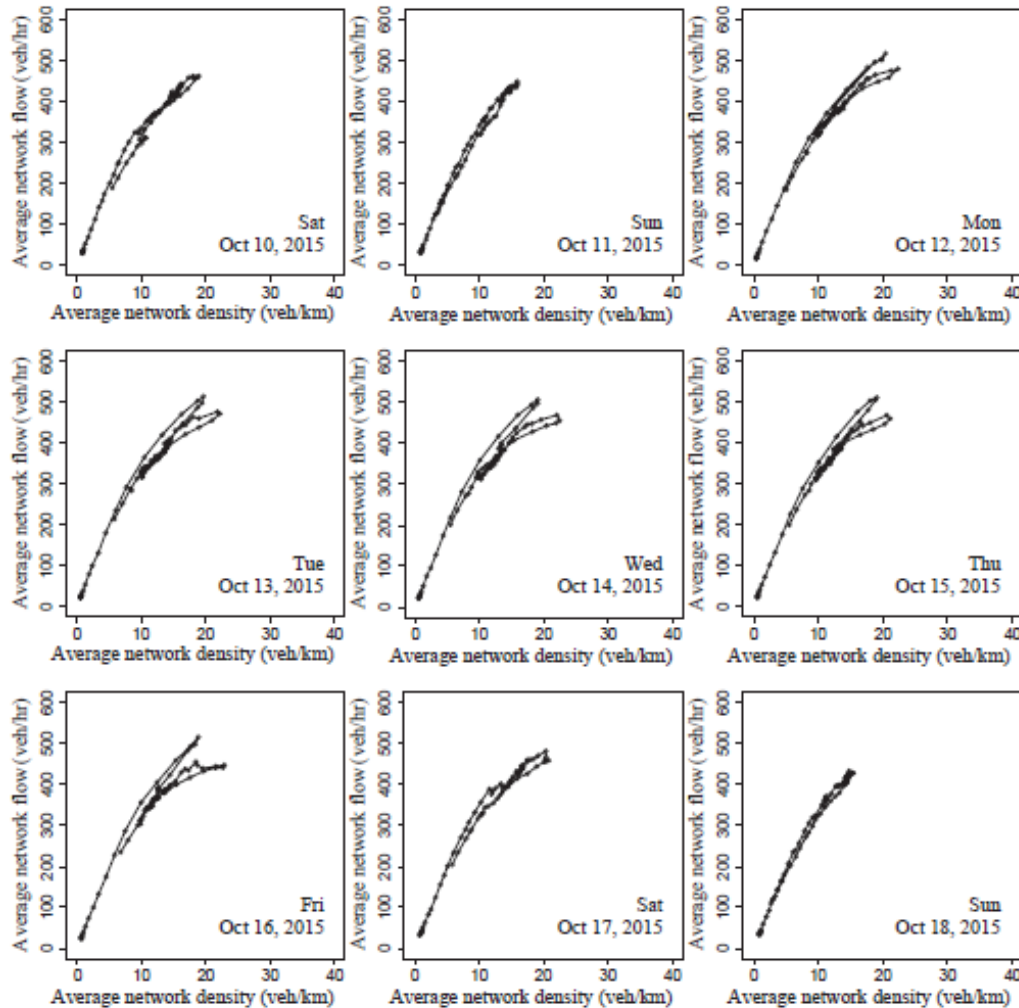 Average network flow (veh/hr)
0 100 200 300 400 500 600
Sat
Oct 10, 2015
0 10 20 30 40
Average network density (veh/km)
Average network flow (veh/hr)
0 100 200 300 400 500 600
Sun
Oct 11, 2015
0 10 20 30 40
Average network density (veh/km)
Average network flow (veh/hr)
0 100 200 300 400 500 600
Mon
Oct 12, 2015
0 10 20 30 40
Average network density (veh/km)
Average network flow (veh/hr)
0 100 200 300 400 500 600
Tue
Oct 13, 2015
0 10 20 30 40
Average network density (veh/km)
Average network flow (veh/hr)
0 100 200 300 400 500 600
Wed
Oct 14, 2015
0 10 20 30 40
Average network density (veh/km)
Average network flow (veh/hr)
0 100 200 300 400 500 600
Thu
Oct 15, 2015
0 10 20 30 40
Average network density (veh/km)
Average network flow (veh/hr)
0 100 200 300 400 500 600
Fri
Oct 16, 2015
0 10 20 30 40
Average network density (veh/km)
Average network flow (veh/hr)
0 100 200 300 400 500 600
Sat
Oct 17, 2015
0 10 20 30 40
Average network density (veh/km)
Average network flow (veh/hr)
0 100 200 300 400 500 600
Sun
Oct 18, 2015
0 10 20 30 40
Average network density (veh/km)